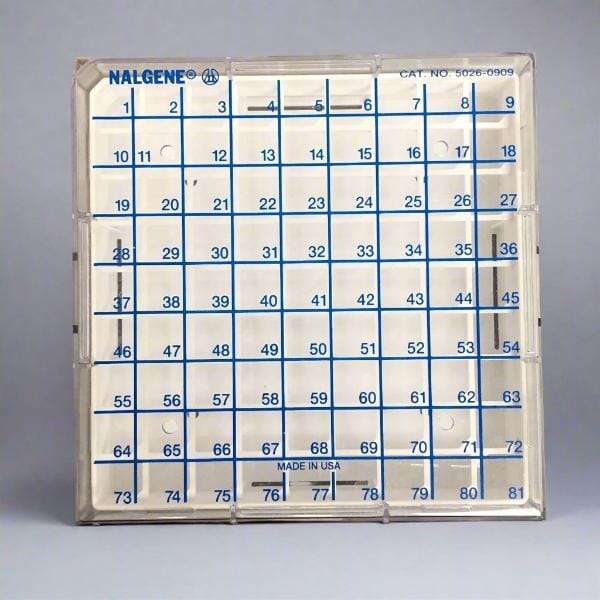 NALGENE® CAT. NO. 5026-0909
1 2 3 4 5 6 7 8 9
10 11 12 13 14 15 16 17 18
19 20 21 22 23 24 25 26 27
28 29 30 31 32 33 34 35 36
37 38 39 40 41 42 43 44 45
46 47 48 49 50 51 52 53 54
55 56 57 58 59 60 61 62 63
64 65 66 67 68 69 70 71 72
MADE IN USA
73 74 75 76 77 78 79 80 81